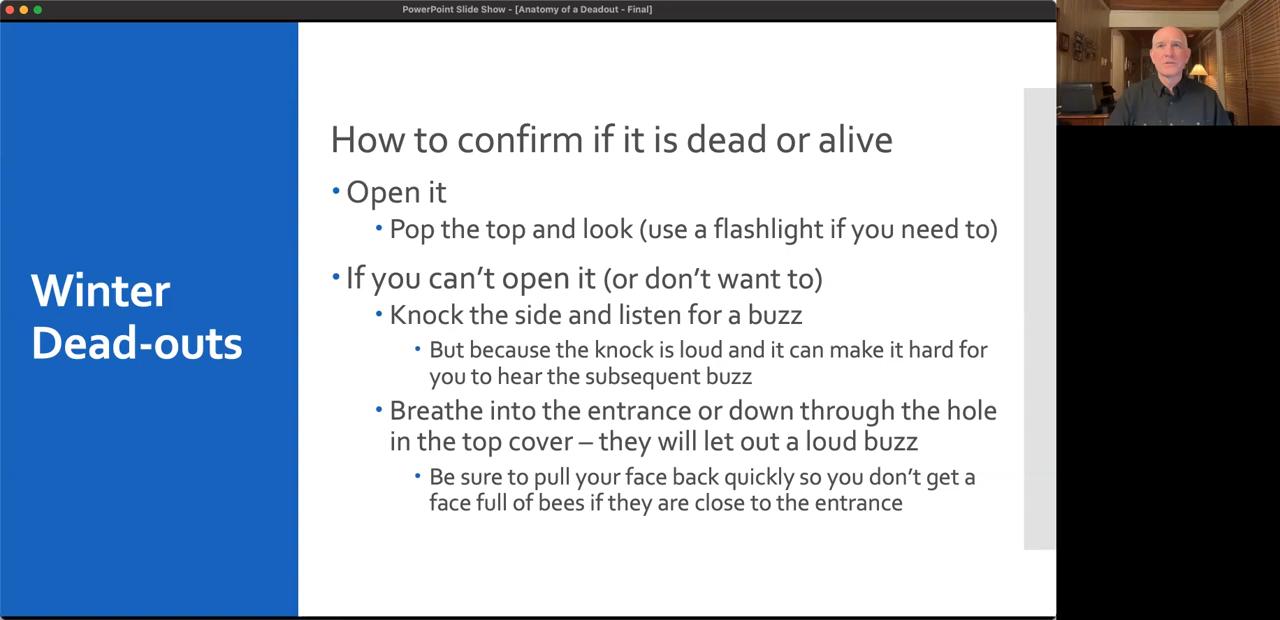 PowerPoint Slide Show - [Anatomy of a Deadout - Final]
Winter
Dead-outs
How to confirm if it is dead or alive
• Open it
• Pop the top and look (use a flashlight if you need to)
• If you can’t open it (or don’t want to)
• Knock the side and listen for a buzz
• But because the knock is loud and it can make it hard for
you to hear the subsequent buzz
• Breathe into the entrance or down through the hole
in the top cover – they will let out a loud buzz
• Be sure to pull your face back quickly so you don’t get a
face full of bees if they are close to the entrance